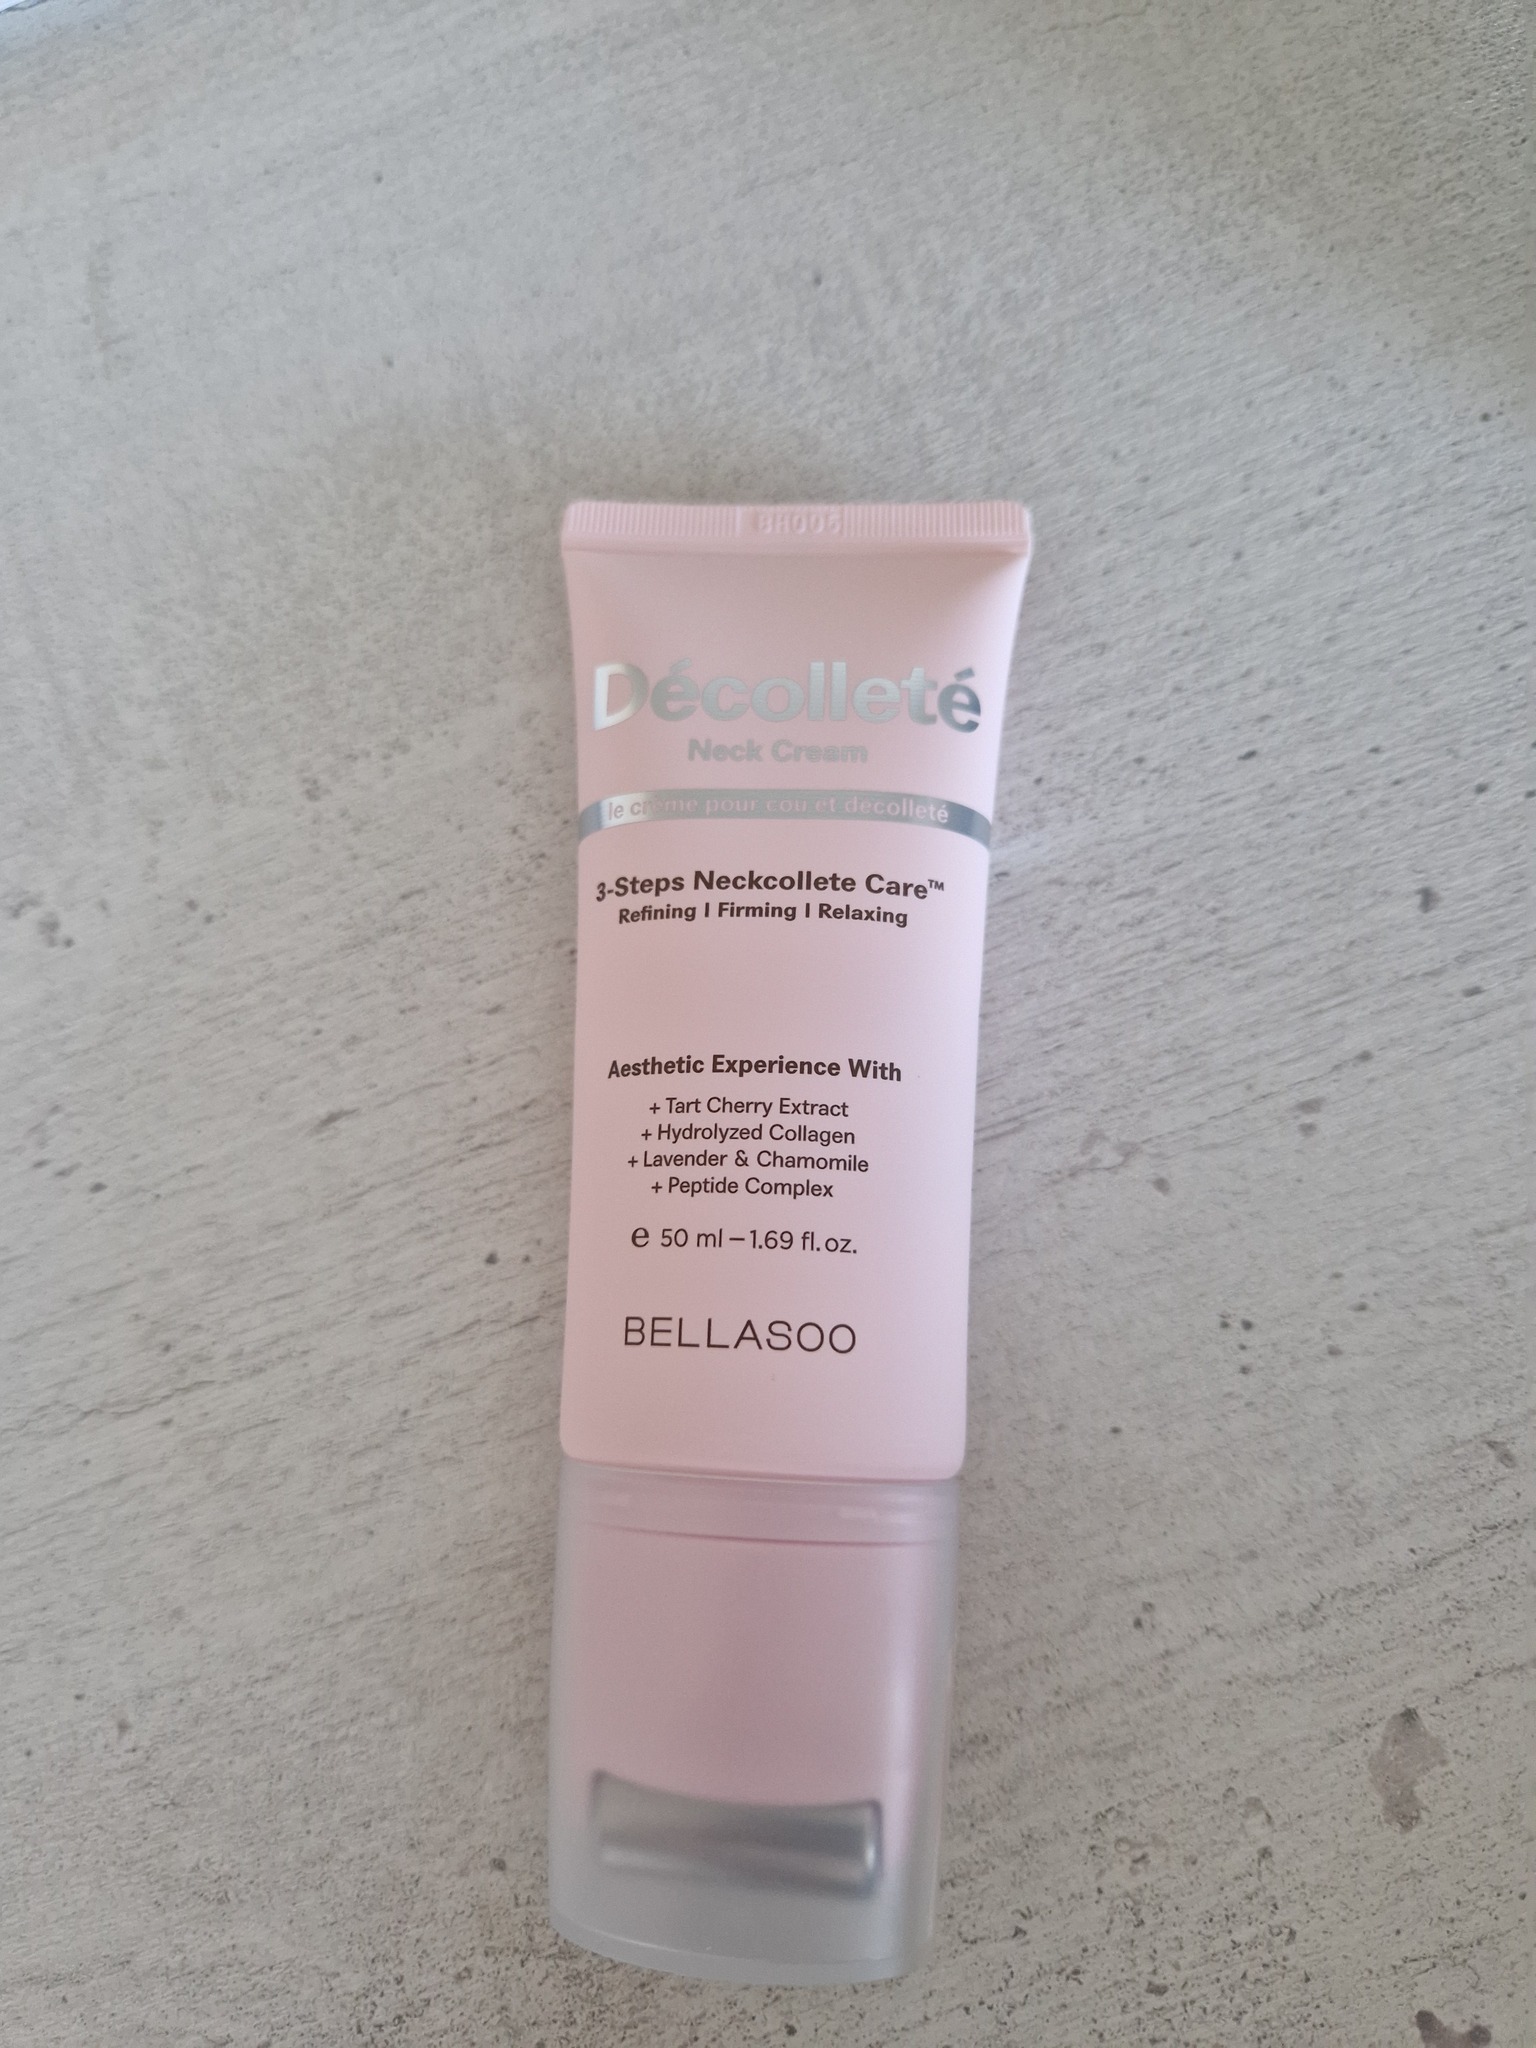 BH006
Décolleté
Neck Cream
le crème pour cou et décolleté
3-Steps Neckcollete Care™
Refining I Firming I Relaxing
Aesthetic Experience With
+ Tart Cherry Extract
+ Hydrolyzed Collagen
+ Lavender & Chamomile
+ Peptide Complex
℮ 50 ml – 1.69 fl. oz.
BELLASOO